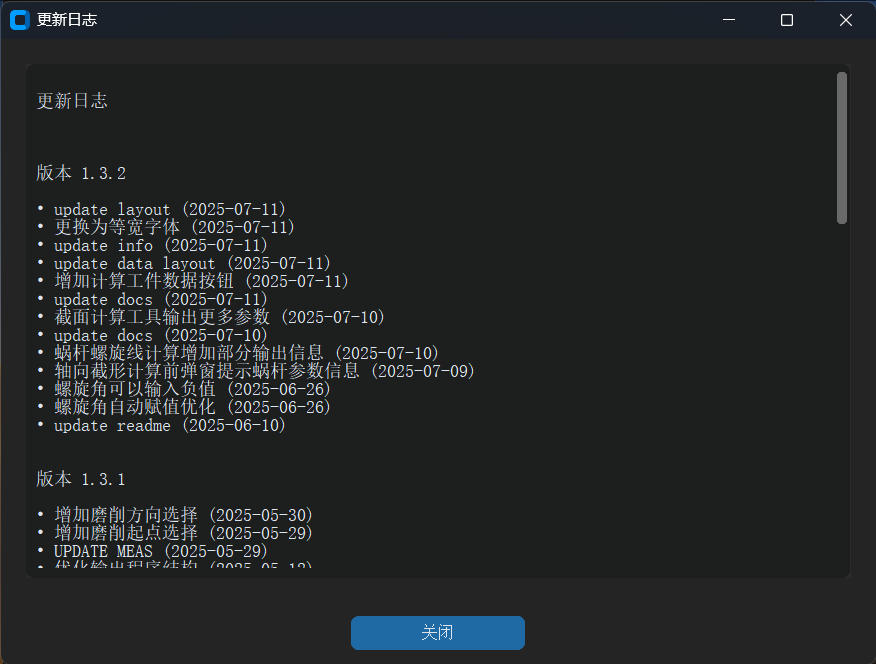 更新日志
更新日志
版本 1.3.2
• update layout (2025-07-11)
• 更换为等宽字体 (2025-07-11)
• update info (2025-07-11)
• update data layout (2025-07-11)
• 增加计算工件数据按钮 (2025-07-11)
• update docs (2025-07-11)
• 截面计算工具输出更多参数 (2025-07-10)
• update docs (2025-07-10)
• 蜗杆螺旋线计算增加部分输出信息 (2025-07-10)
• 轴向截形计算前弹窗提示蜗杆参数信息 (2025-07-09)
• 螺旋角可以输入负值 (2025-06-26)
• 螺旋角自动赋值优化 (2025-06-26)
• update readme (2025-06-10)
版本 1.3.1
• 增加磨削方向选择 (2025-05-30)
• 增加磨削起点选择 (2025-05-29)
• UPDATE MEAS (2025-05-29)
• 优化输出程序结构
关闭